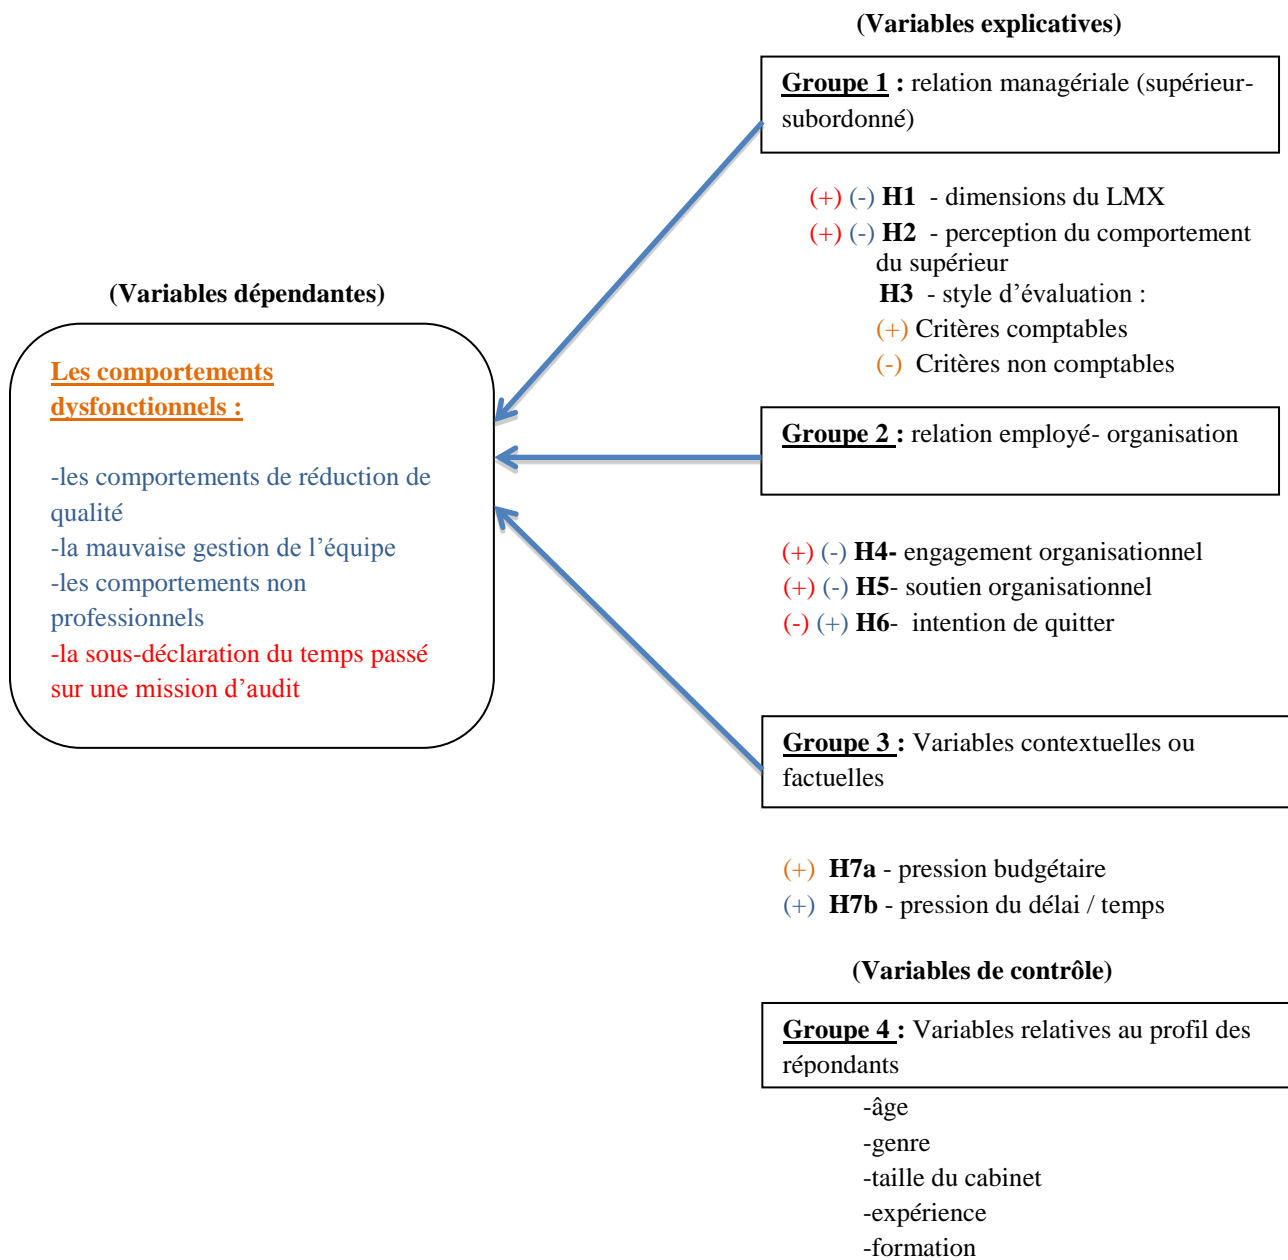 (Variables explicatives)
Groupe 1 : relation managériale (supérieur-
subordonné)
(+) (-) H1 - dimensions du LMX
(+) (-) H2 - perception du comportement
du supérieur
H3 - style d’évaluation :
(+) Critères comptables
(-) Critères non comptables
(Variables dépendantes)
Les comportements
dysfonctionnels :
-les comportements de réduction de
qualité
-la mauvaise gestion de l’équipe
-les comportements non
professionnels
-la sous-déclaration du temps passé
sur une mission d’audit
Groupe 2 : relation employé- organisation
(+) (-) H4- engagement organisationnel
(+) (-) H5- soutien organisationnel
(-) (+) H6- intention de quitter
Groupe 3 : Variables contextuelles ou
factuelles
(+) H7a - pression budgétaire
(+) H7b - pression du délai / temps
(Variables de contrôle)
Groupe 4 : Variables relatives au profil des
répondants
-âge
-genre
-taille du cabinet
-expérience
-formation